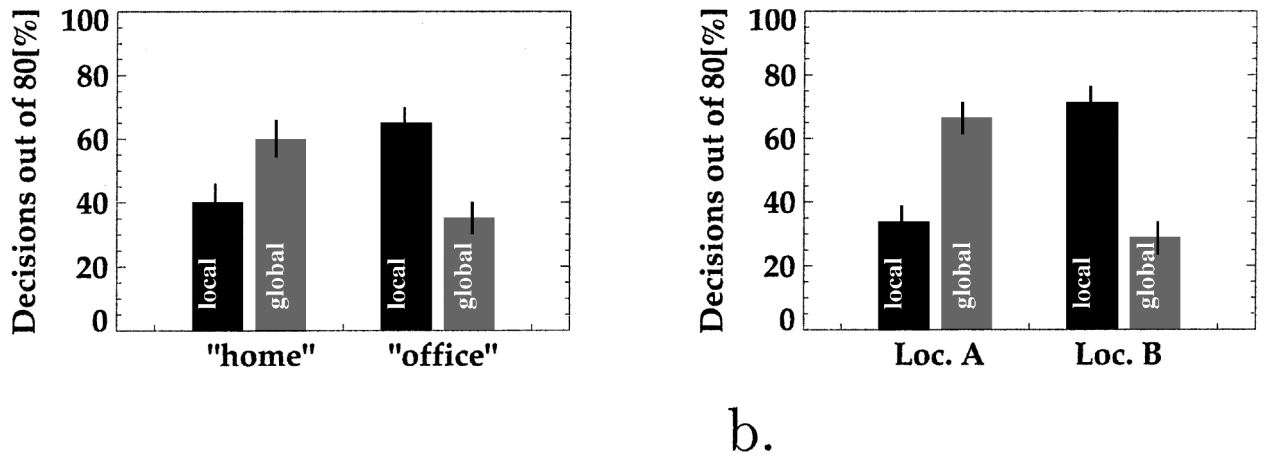 Decisions out of 80[%]
100
80
60
40
20
0
local
global
local
global
"home"
"office"
Decisions out of 80[%]
100
80
60
40
20
0
local
global
local
global
Loc. A
Loc. B
b.